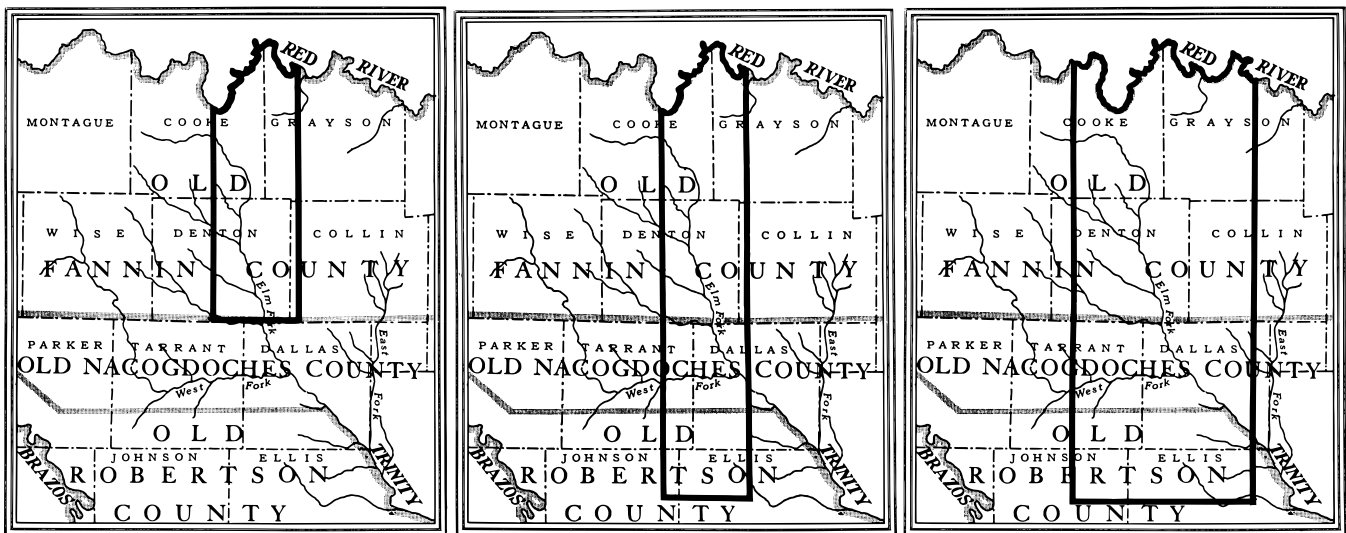 RED
RIVER
MONTAGUE COOKE GRAYSON
OLD
WISE DENTON COLLIN
FANNIN COUNTY
Elm Fork
PARKER TARRANT DALLAS
East
OLD NACOGDOCHES COUNTY
West Fork
Fork
OLD
BRAZOS
JOHNSON ELLIS
TRINITY
ROBERTSON
COUNTY
RED
RIVER
MONTAGUE COOKE GRAYSON
OLD
WISE DENTON COLLIN
FANNIN COUNTY
Elm Fork
PARKER TARRANT DALLAS
East
OLD NACOGDOCHES COUNTY
West Fork
Fork
OLD
BRAZOS
JOHNSON ELLIS
TRINITY
ROBERTSON
COUNTY
RED
RIVER
MONTAGUE COOKE GRAYSON
OLD
WISE DENTON COLLIN
FANNIN COUNTY
Elm Fork
PARKER TARRANT DALLAS
East
OLD NACOGDOCHES COUNTY
West Fork
Fork
OLD
BRAZOS
JOHNSON ELLIS
TRINITY
ROBERTSON
COUNTY